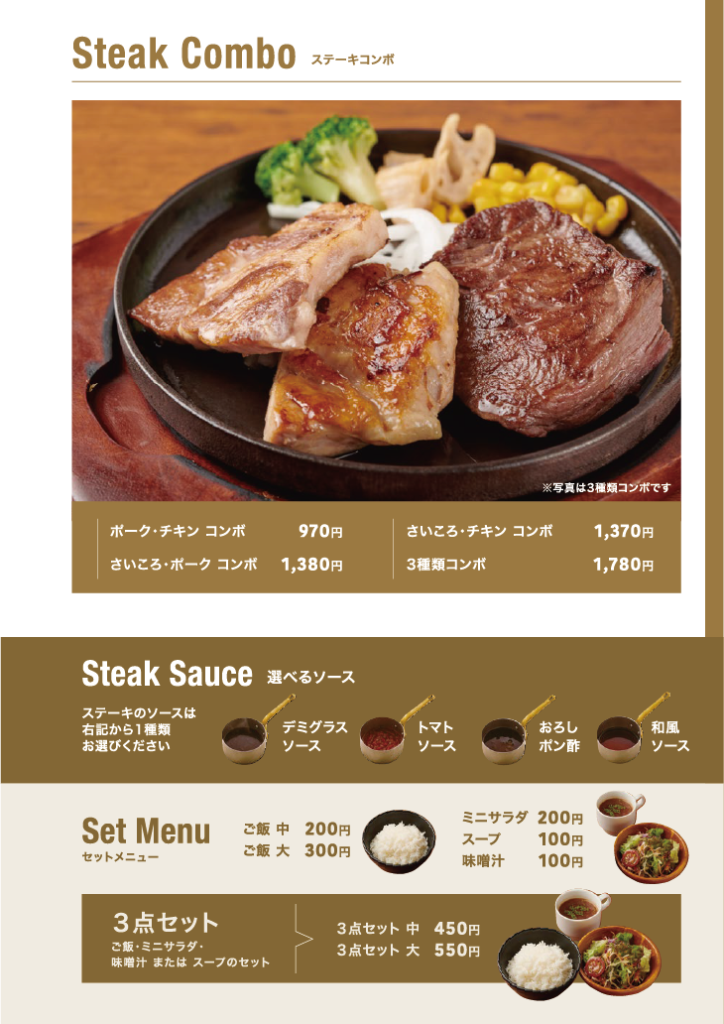 Steak Combo ステーキコンボ
※写真は3種類コンボです
ポーク・チキン コンボ 970円
さいころ・ポーク コンボ 1,380円
さいころ・チキン コンボ 1,370円
3種類コンボ 1,780円
Steak Sauce 選べるソース
ステーキのソースは
右記から1種類
お選びください
デミグラス
ソース
トマト
ソース
おろし
ポン酢
和風
ソース
Set Menu
セットメニュー
ご飯 中 200円
ご飯 大 300円
ミニサラダ 200円
スープ 100円
味噌汁 100円
3点セット
ご飯・ミニサラダ・
味噌汁 または スープのセット
3点セット 中 450円
3点セット 大 550円